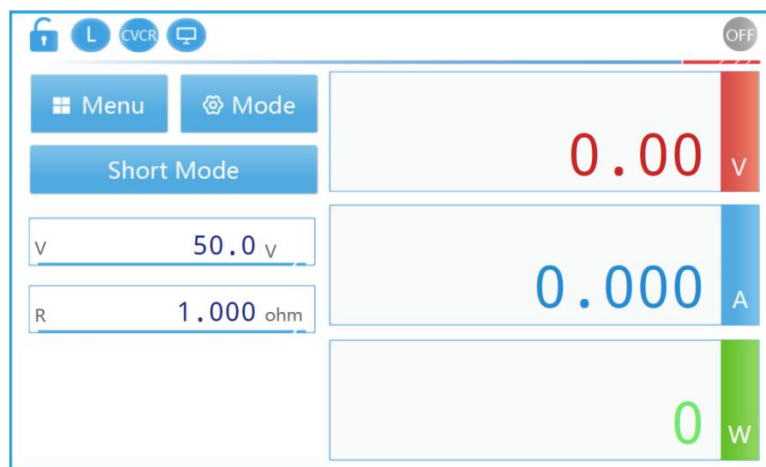 L CVCR OFF
Menu Mode
Short Mode
0.00 V
V 50.0 V
0.000 A
R 1.000 ohm
0 W